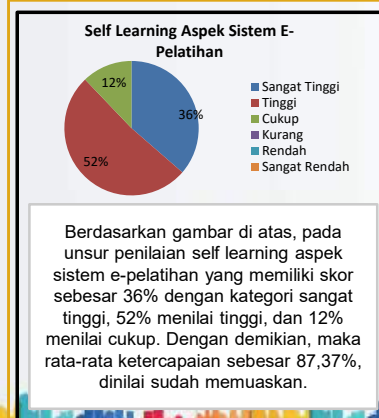 Self Learning Aspek Sistem E-
Pelatihan
12%
36%
52%
Sangat Tinggi
Tinggi
Cukup
Kurang
Rendah
Sangat Rendah
Berdasarkan gambar di atas, pada
unsur penilaian self learning aspek
sistem e-pelatihan yang memiliki skor
sebesar 36% dengan kategori sangat
tinggi, 52% menilai tinggi, dan 12%
menilai cukup. Dengan demikian, maka
rata-rata ketercapaian sebesar 87,37%,
dinilai sudah memuaskan.